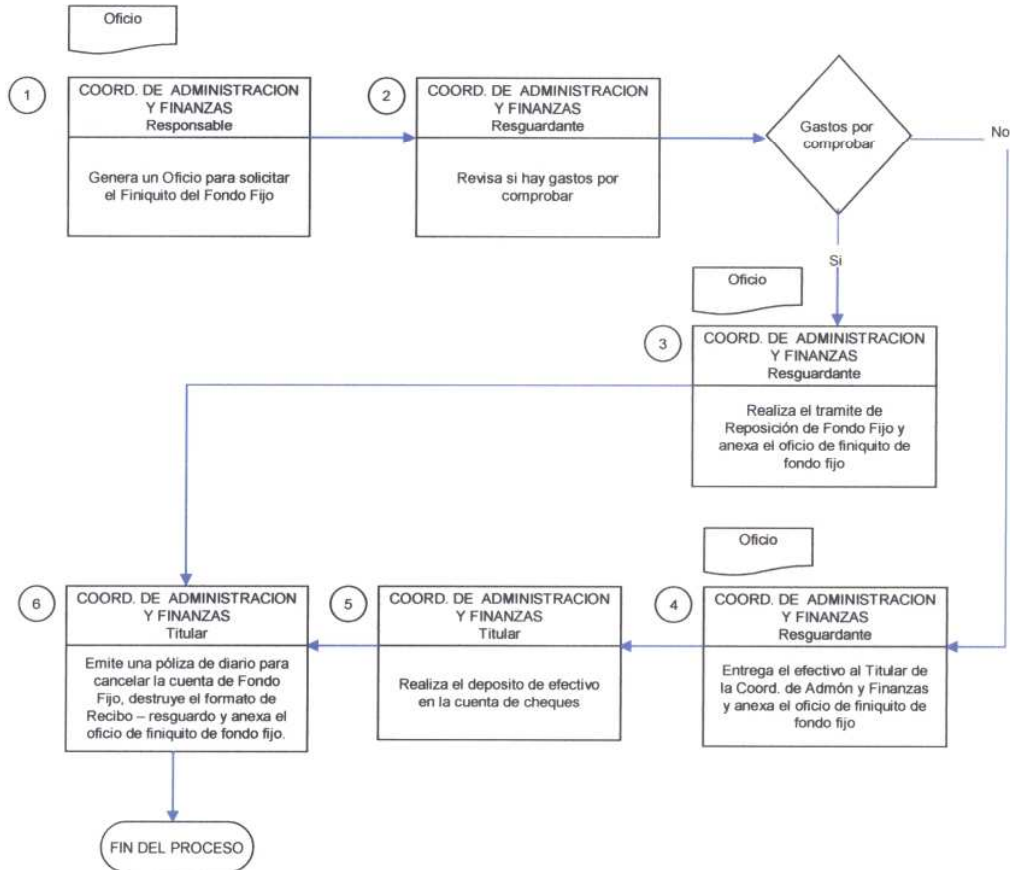 Oficio
1
COORD. DE ADMINISTRACION
Y FINANZAS
Responsable
Genera un Oficio para solicitar
el Finiquito del Fondo Fijo
2
COORD. DE ADMINISTRACION
Y FINANZAS
Resguardante
Revisa si hay gastos por
comprobar
Gastos por
comprobar
No
Si
Oficio
3
COORD. DE ADMINISTRACION
Y FINANZAS
Resguardante
Realiza el tramite de
Reposición de Fondo Fijo y
anexa el oficio de finiquito de
fondo fijo
Oficio
4
COORD. DE ADMINISTRACION
Y FINANZAS
Resguardante
Entrega el efectivo al Titular de
la Coord. de Admón y Finanzas
y anexa el oficio de finiquito de
fondo fijo
5
COORD. DE ADMINISTRACION
Y FINANZAS
Titular
Realiza el deposito de efectivo
en la cuenta de cheques
6
COORD. DE ADMINISTRACION
Y FINANZAS
Titular
Emite una póliza de diario para
cancelar la cuenta de Fondo
Fijo, destruye el formato de
Recibo – resguardo y anexa el
oficio de finiquito de fondo fijo.
FIN DEL PROCESO